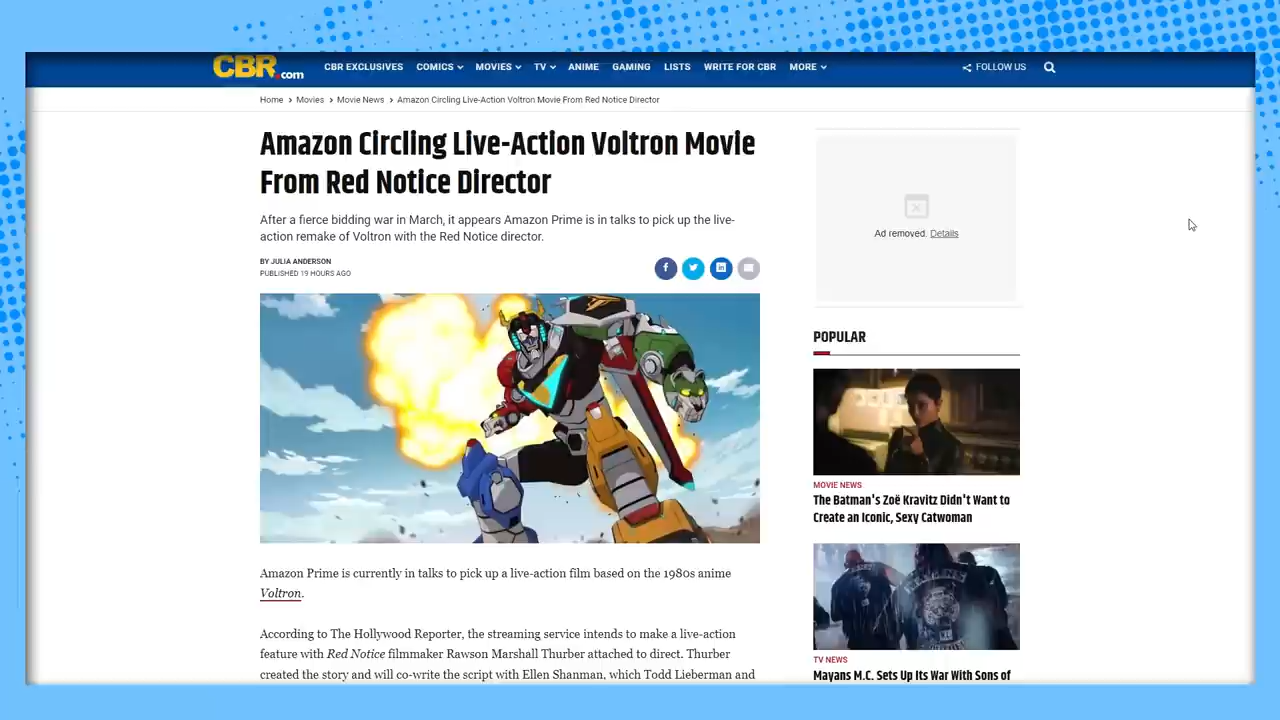 CBR.com
CBR EXCLUSIVES COMICS MOVIES TV ANIME GAMING LISTS WRITE FOR CBR MORE FOLLOW US
Home > Movies > Movie News > Amazon Circling Live-Action Voltron Movie From Red Notice Director
Amazon Circling Live-Action Voltron Movie
From Red Notice Director
After a fierce bidding war in March, it appears Amazon Prime is in talks to pick up the live-
action remake of Voltron with the Red Notice director.
BY JULIA ANDERSON
PUBLISHED 19 HOURS AGO
Amazon Prime is currently in talks to pick up a live-action film based on the 1980s anime
Voltron.
According to The Hollywood Reporter, the streaming service intends to make a live-action
feature with Red Notice filmmaker Rawson Marshall Thurber attached to direct. Thurber
created the story and will co-write the script with Ellen Shanman, which Todd Lieberman and
Ad removed. Details
POPULAR
MOVIE NEWS
The Batman's Zoë Kravitz Didn't Want to
Create an Iconic, Sexy Catwoman
TV NEWS
Mayans M.C. Sets Up Its War With Sons of